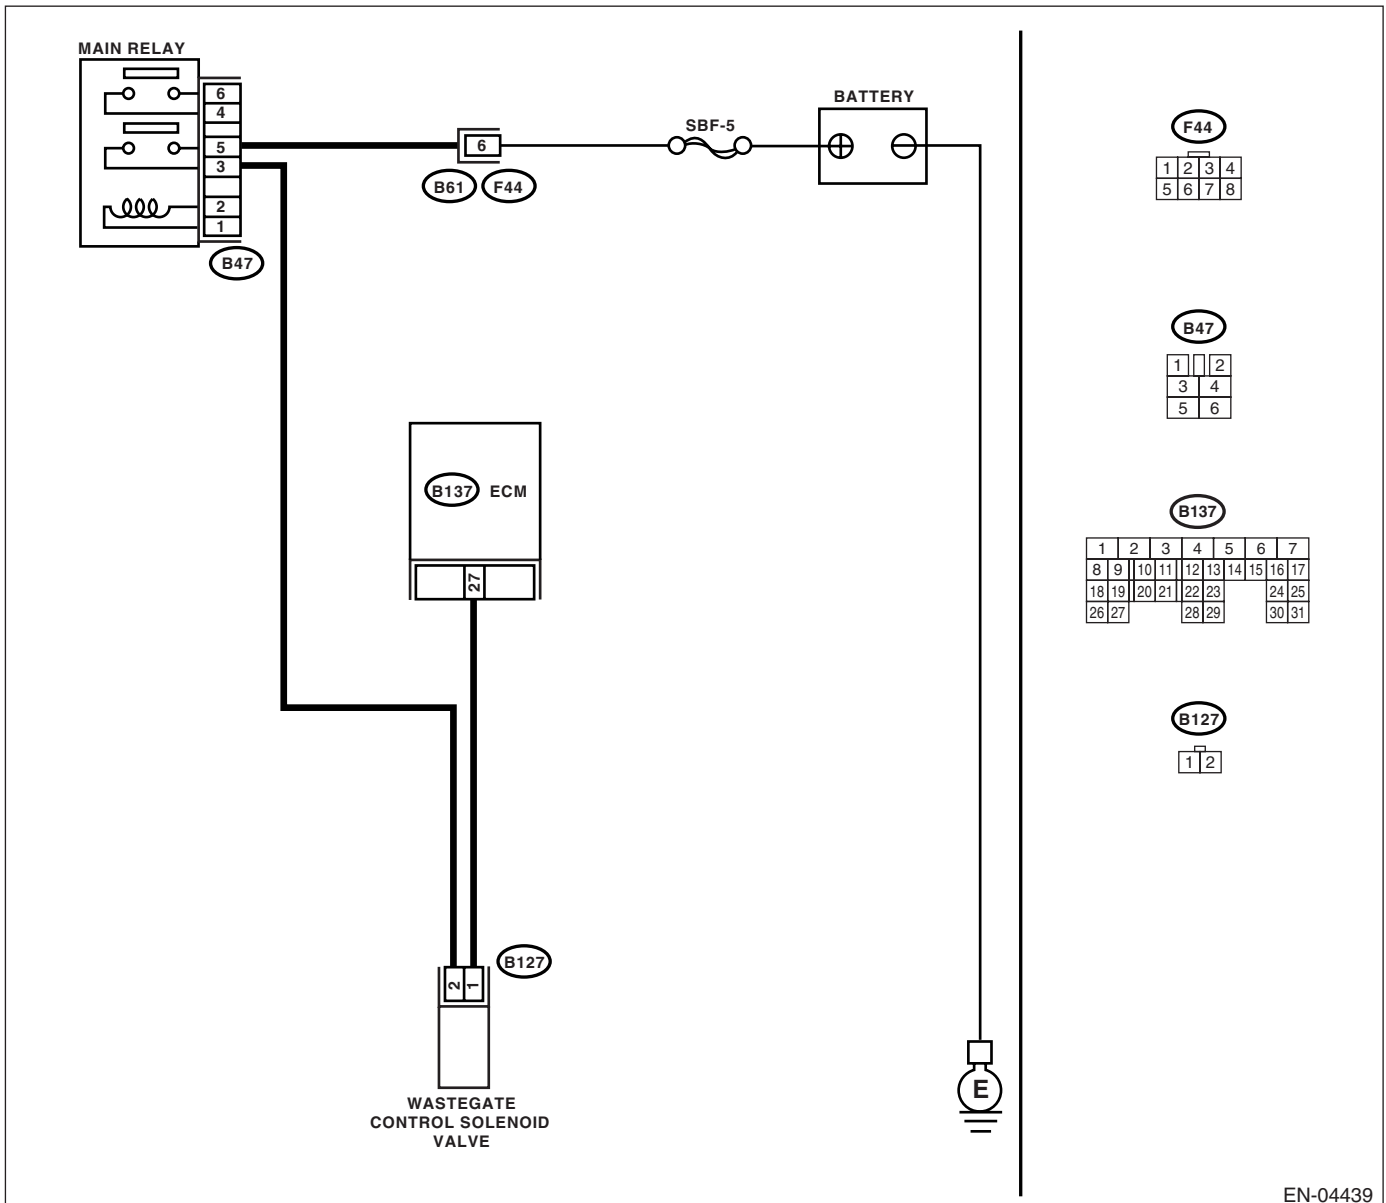 MAIN RELAY
6
4
5
3
2
1
B47
6
B61 F44
SBF-5
BATTERY
B137 ECM
27
B127
2 1
WASTEGATE
CONTROL SOLENOID
VALVE
E
F44
1 2 3 4
5 6 7 8
B47
1 2
3 4
5 6
B137
1 2 3 4 5 6 7
8 9 10 11 12 13 14 15 16 17
18 19 20 21 22 23 24 25
26 27 28 29 30 31
B127
1 2
EN-04439